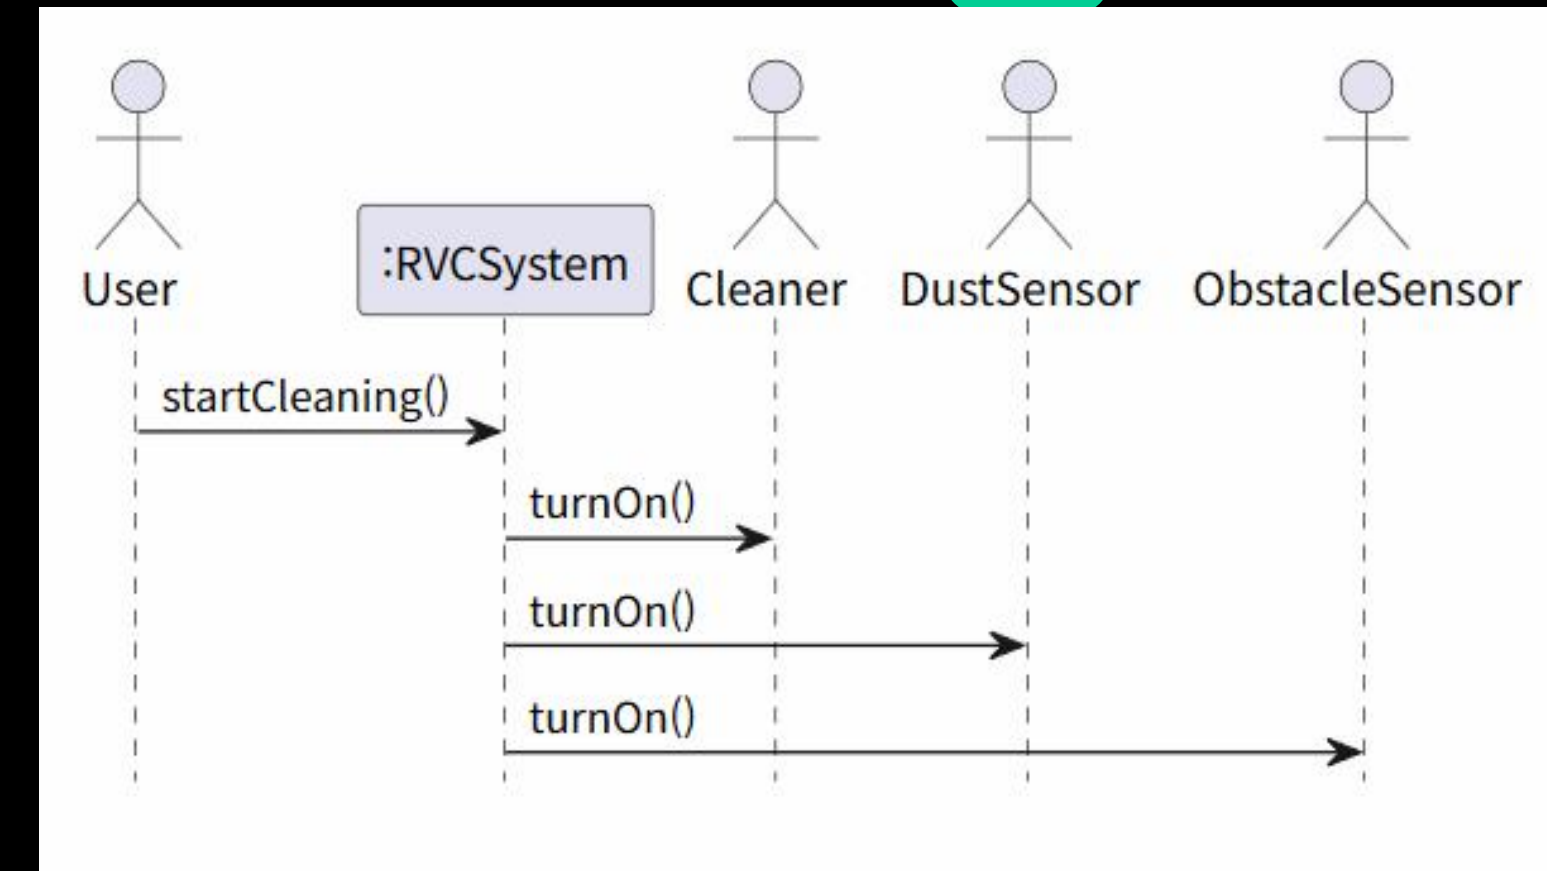 User
:RVCSystem
Cleaner
DustSensor
ObstacleSensor
startCleaning()
turnOn()
turnOn()
turnOn()